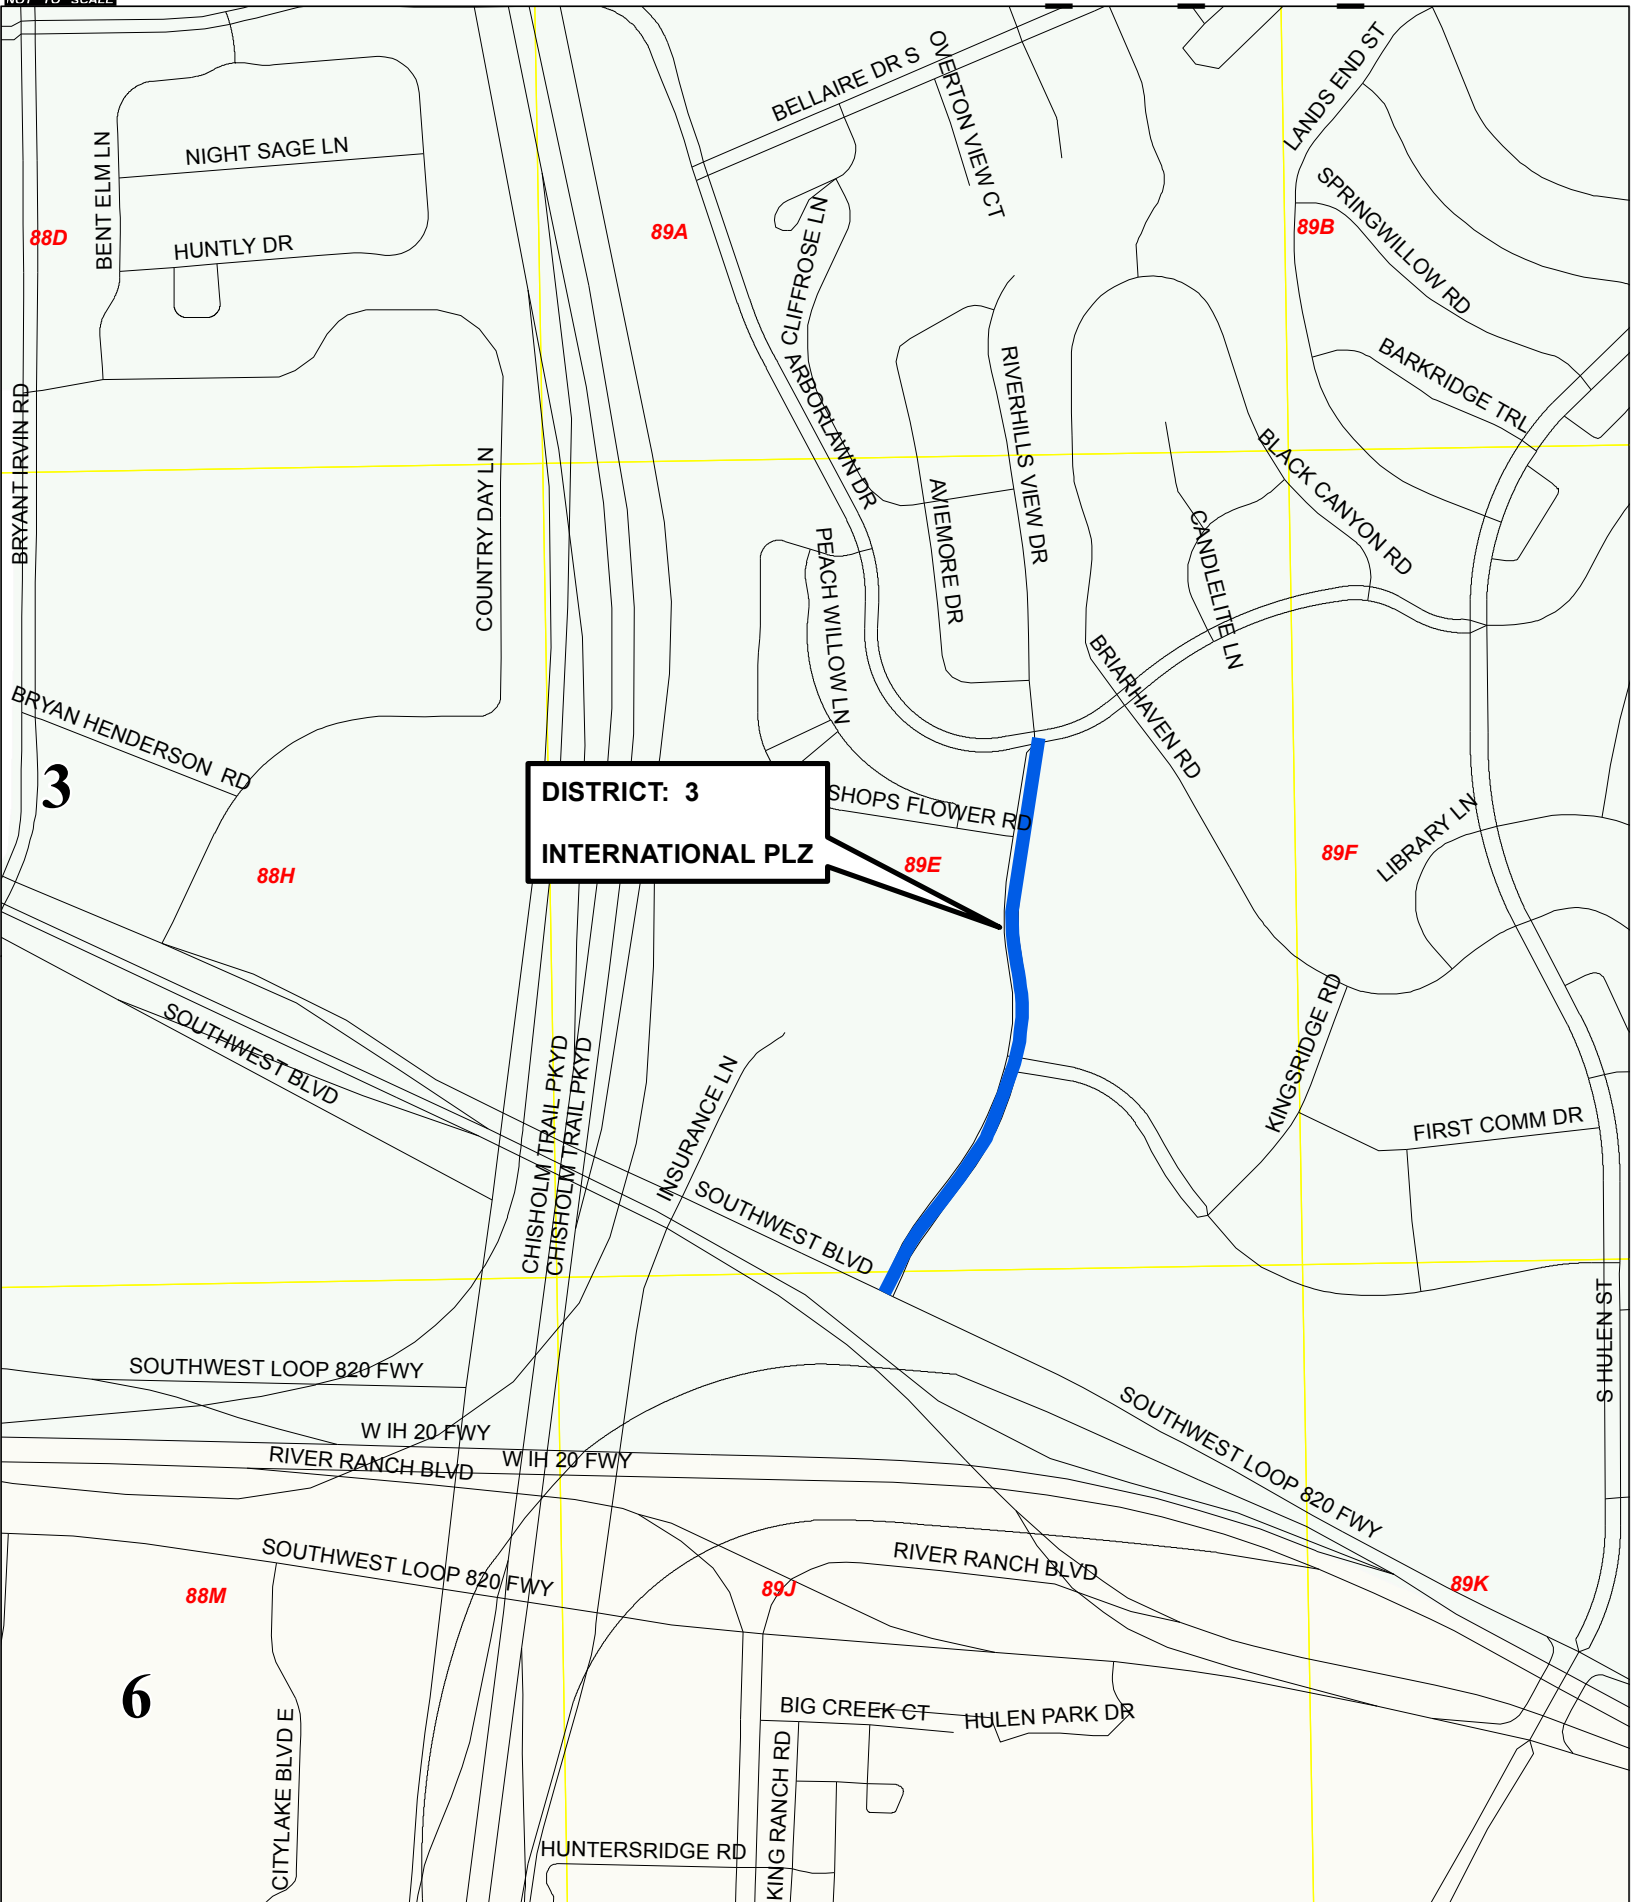 NOT TO SCALE
BELLAIRE DR S
OVERTON VIEW CT
LANDS END ST
NIGHT SAGE LN
BENT ELM LN
SPRINGWILLOW RD
88D
89A
89B
HUNTLY DR
CLIFFROSE LN
BARKRIDGE TRL
ARBORLAWN DR
RIVERHILLS VIEW DR
BRYANT IRVIN RD
COUNTRY DAY LN
BLACK CANYON RD
AVIEMORE DR
CANDLELITE LN
PEACH WILLOW LN
BRIARHAVEN RD
BRYAN HENDERSON RD
3
DISTRICT: 3
INTERNATIONAL PLZ
SHOPS FLOWER RD
LIBRARY LN
88H
89E
89F
SOUTHWEST BLVD
CHISHOLM TRAIL PKYD
CHISHOLM TRAIL PKYD
INSURANCE LN
KINGSRIDGE RD
FIRST COMM DR
SOUTHWEST BLVD
S HULEN ST
SOUTHWEST LOOP 820 FWY
W IH 20 FWY
W IH 20 FWY
RIVER RANCH BLVD
SOUTHWEST LOOP 820 FWY
SOUTHWEST LOOP 820 FWY
RIVER RANCH BLVD
88M
89J
89K
6
BIG CREEK CT
HULEN PARK DR
CITYLAKE BLVD E
KING RANCH RD
HUNTERSRIDGE RD